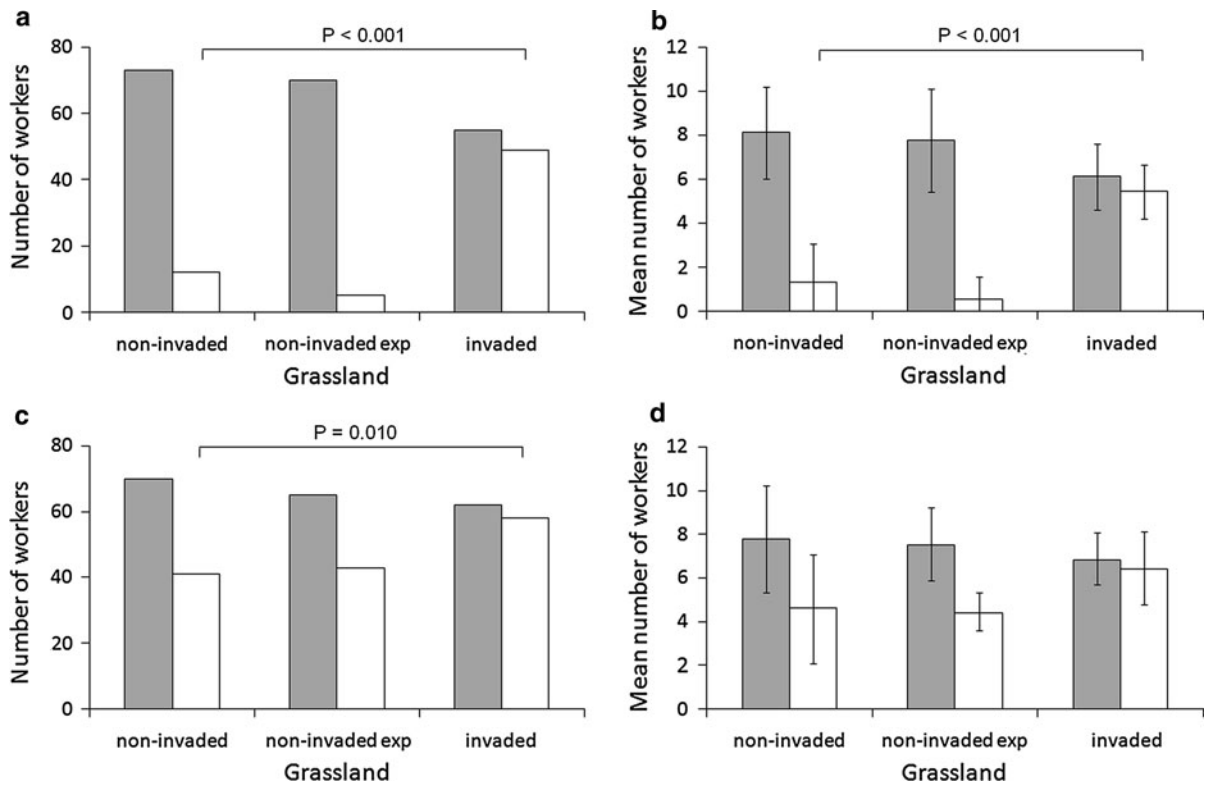 a
P < 0.001
Number of workers
80
60
40
20
0
non-invaded non-invaded exp invaded
Grassland
b
P < 0.001
Mean number of workers
12
10
8
6
4
2
0
non-invaded non-invaded exp invaded
Grassland
c
P = 0.010
Number of workers
80
60
40
20
0
non-invaded non-invaded exp invaded
Grassland
d
Mean number of workers
12
10
8
6
4
2
0
non-invaded non-invaded exp invaded
Grassland